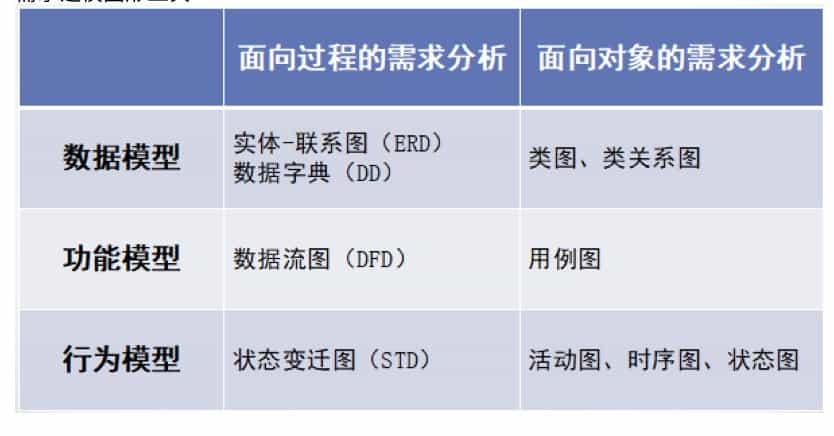 面向过程的需求分析 面向对象的需求分析
数据模型 实体-联系图（ERD） 类图、类关系图
数据字典（DD）
功能模型 数据流图（DFD） 用例图
行为模型 状态变迁图（STD） 活动图、时序图、状态图